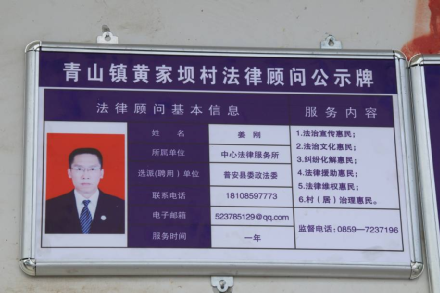 青山镇黄家坝村法律顾问公示牌
法律顾问基本信息
姓 名 姜 刚
所属单位 中心法律服务所
选派(聘用)单位 普安县委政法委
联系电话 18108597773
电子邮箱 523785129@qq.com
服务时间 一年
服务内容
1.法治宣传惠民;
2.法治文化惠民;
3.纠纷化解惠民;
4.法律援助惠民;
5.法律维权惠民;
6.村(居)治理惠民。
监督电话:0859—7237196